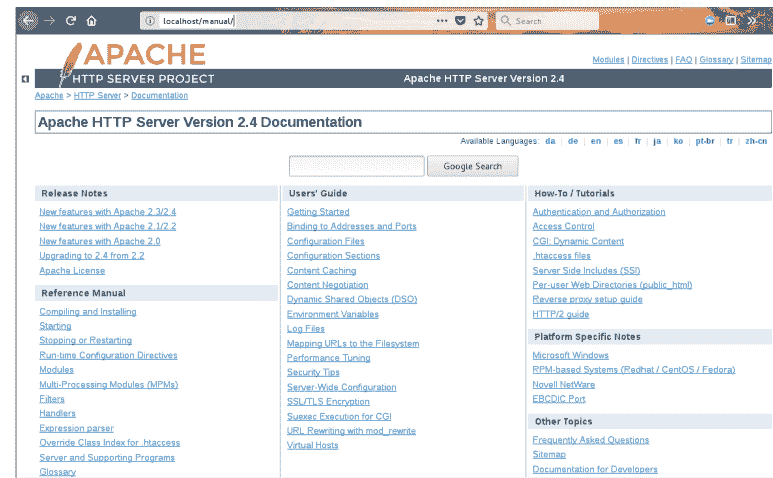 localhost/manual/
Search
APACHE
HTTP SERVER PROJECT
Modules | Directives | FAQ | Glossary | Sitemap
Apache HTTP Server Version 2.4
Apache > HTTP Server > Documentation
Apache HTTP Server Version 2.4 Documentation
Available Languages: da | de | en | es | fr | ja | ko | pt-br | tr | zh-cn
Google Search
Release Notes
New features with Apache 2.3/2.4
New features with Apache 2.1/2.2
New features with Apache 2.0
Upgrading to 2.4 from 2.2
Apache License
Reference Manual
Compiling and Installing
Starting
Stopping or Restarting
Run-time Configuration Directives
Modules
Multi-Processing Modules (MPMs)
Filters
Handlers
Expression parser
Override Class Index for .htaccess
Server and Supporting Programs
Glossary
Users' Guide
Getting Started
Binding to Addresses and Ports
Configuration Files
Configuration Sections
Content Caching
Content Negotiation
Dynamic Shared Objects (DSO)
Environment Variables
Log Files
Mapping URLs to the Filesystem
Performance Tuning
Security Tips
Server-Wide Configuration
SSL/TLS Encryption
Suexec Execution for CGI
URL Rewriting with mod_rewrite
Virtual Hosts
How-To / Tutorials
Authentication and Authorization
Access Control
CGI: Dynamic Content
.htaccess files
Server Side Includes (SSI)
Per-user Web Directories (public_html)
Reverse proxy setup guide
HTTP/2 guide
Platform Specific Notes
Microsoft Windows
RPM-based Systems (Redhat / CentOS / Fedora)
Novell NetWare
EBCDIC Port
Other Topics
Frequently Asked Questions
Sitemap
Documentation for Developers